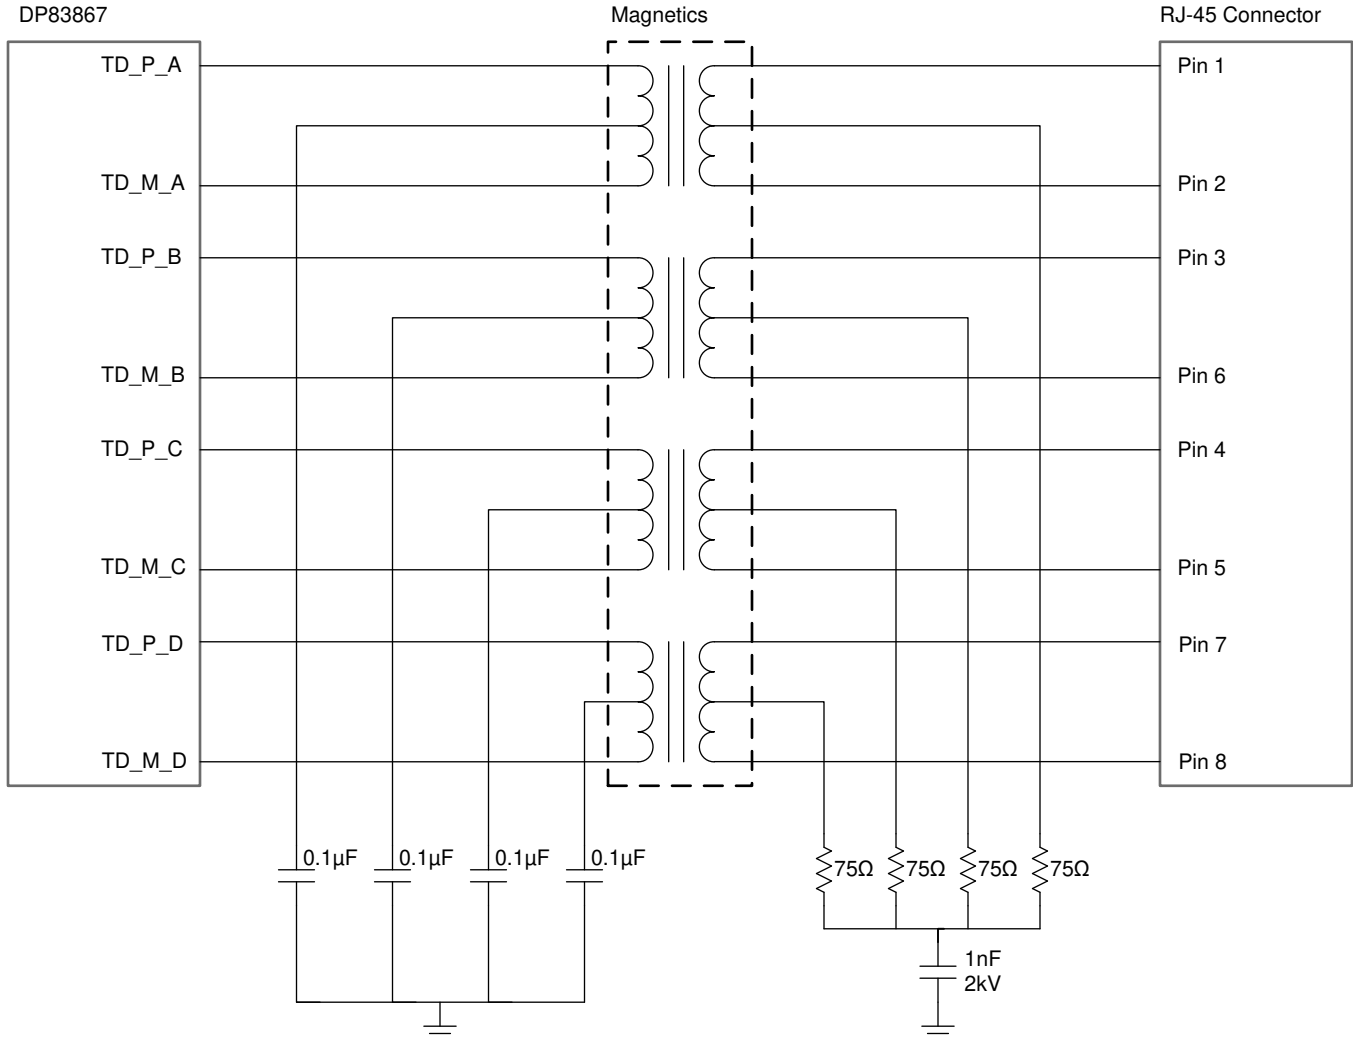 DP83867
Magnetics
RJ-45 Connector
TD_P_A
Pin 1
TD_M_A
Pin 2
TD_P_B
Pin 3
TD_M_B
Pin 6
TD_P_C
Pin 4
TD_M_C
Pin 5
TD_P_D
Pin 7
TD_M_D
Pin 8
0.1µF
0.1µF
0.1µF
0.1µF
75Ω
75Ω
75Ω
75Ω
1nF
2kV